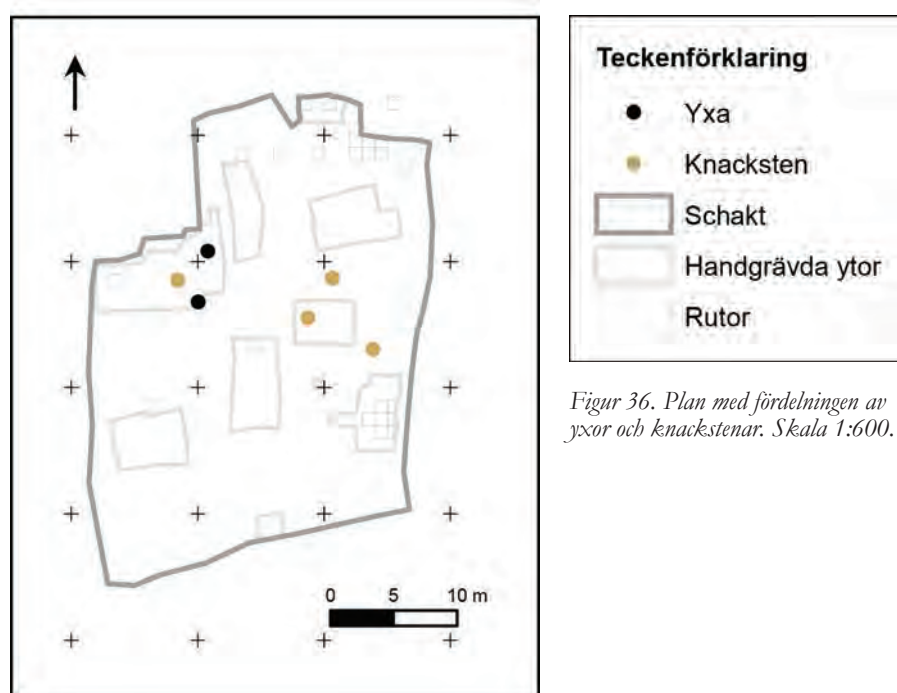 0 5 10 m
Teckenförklaring
Yxa
Knacksten
Schakt
Handgrävda ytor
Rutor
Figur 36. Plan med fördelningen av
yxor och knackstenar. Skala 1:600.